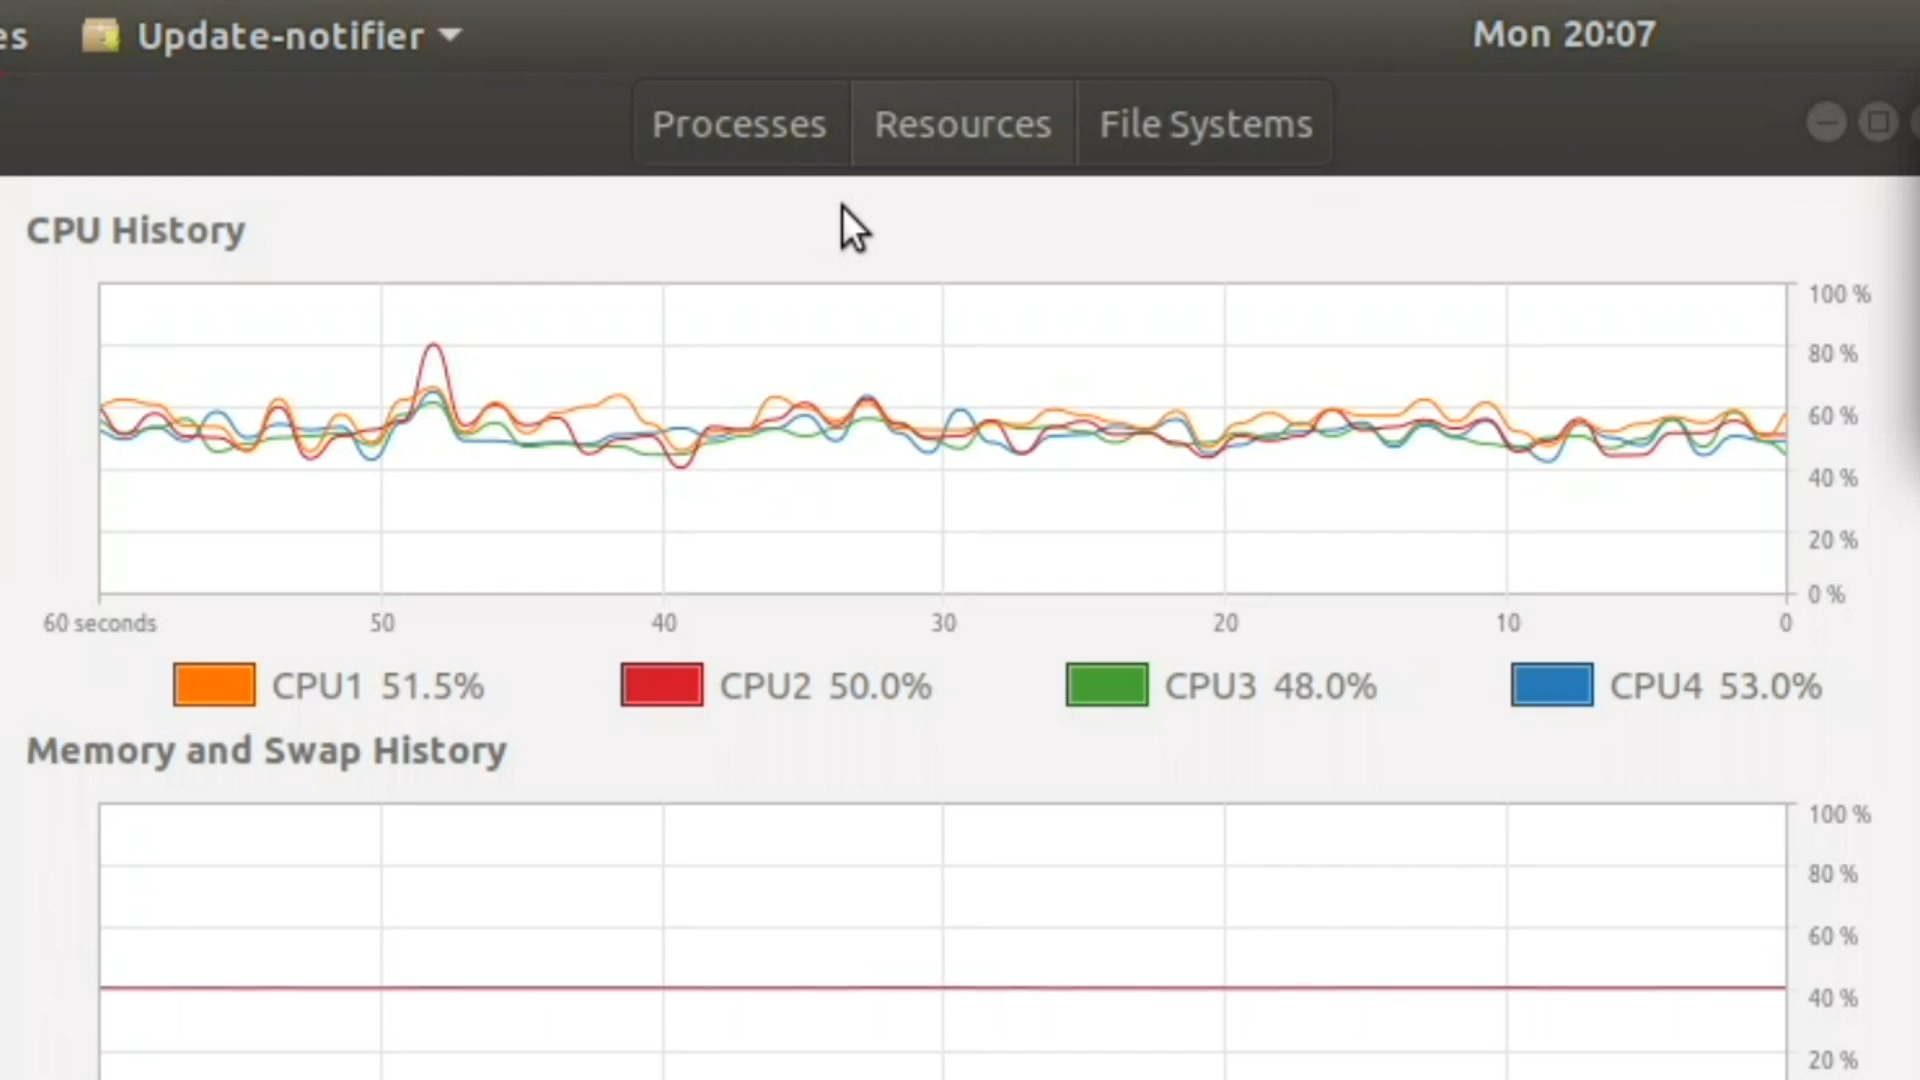 es Update-notifier Mon 20:07
Processes Resources File Systems
CPU History
100 %
80 %
60 %
40 %
20 %
0 %
60 seconds 50 40 30 20 10 0
CPU1 51.5% CPU2 50.0% CPU3 48.0% CPU4 53.0%
Memory and Swap History
100 %
80 %
60 %
40 %
20 %